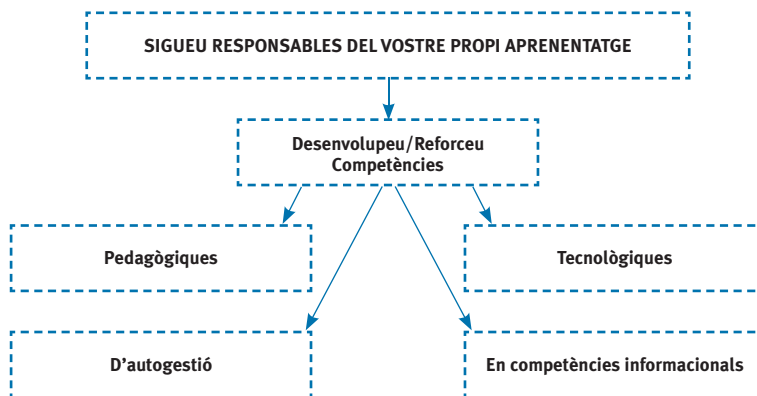 SIGUEU RESPONSABLES DEL VOSTRE PROPI APRENENTATGE
Desenvolupeu/Reforceu
Competències
Pedagògiques
Tecnològiques
D'autogestió
En competències informacionals